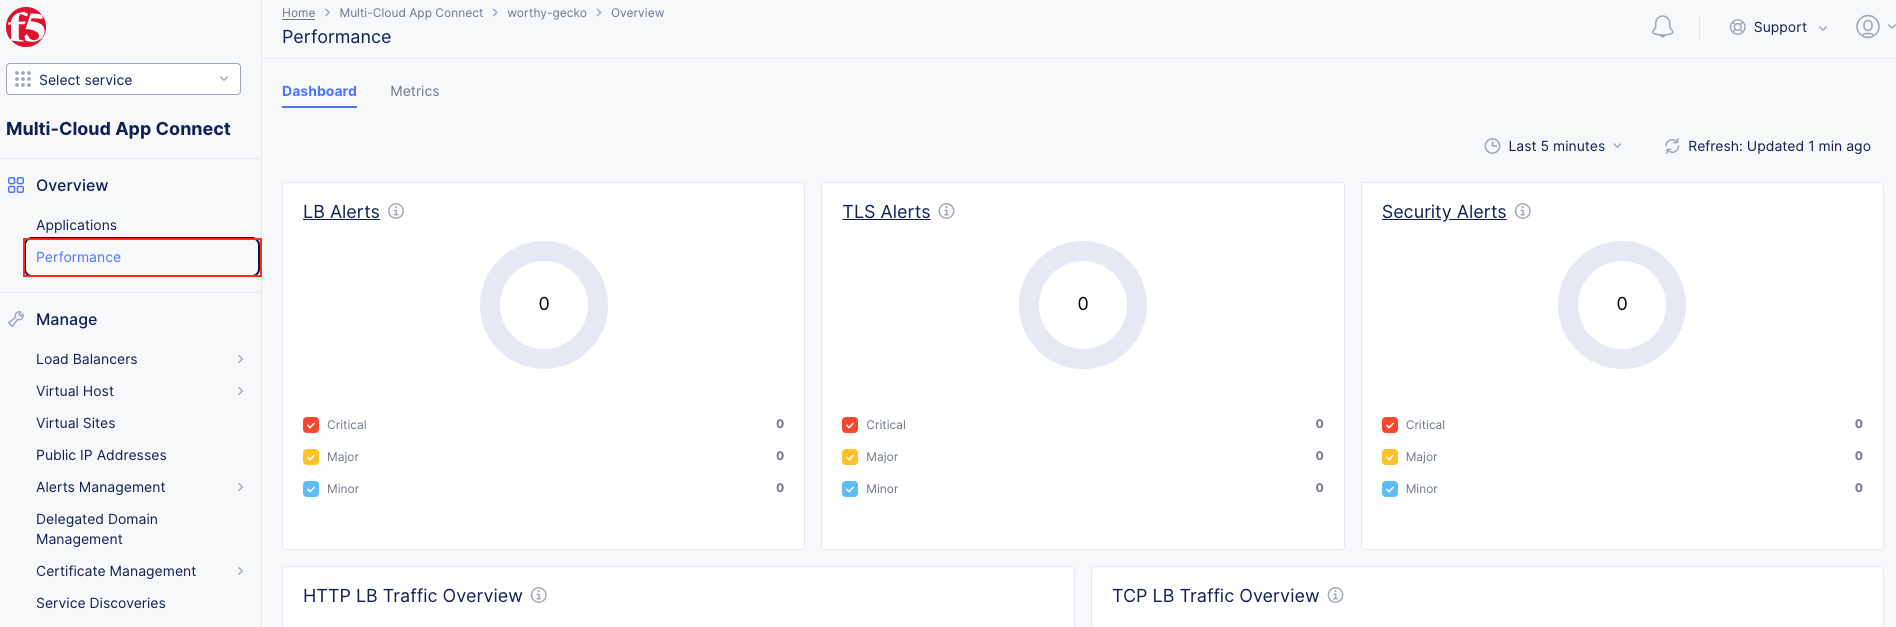 f5
Select service
Multi-Cloud App Connect
Overview
Applications
Performance
Manage
Load Balancers
Virtual Host
Virtual Sites
Public IP Addresses
Alerts Management
Delegated Domain
Management
Certificate Management
Service Discoveries
Home > Multi-Cloud App Connect > worthy-gecko > Overview
Performance
Support
Dashboard Metrics
Last 5 minutes Refresh: Updated 1 min ago
LB Alerts
0
Critical 0
Major 0
Minor 0
TLS Alerts
0
Critical 0
Major 0
Minor 0
Security Alerts
0
Critical 0
Major 0
Minor 0
HTTP LB Traffic Overview
TCP LB Traffic Overview